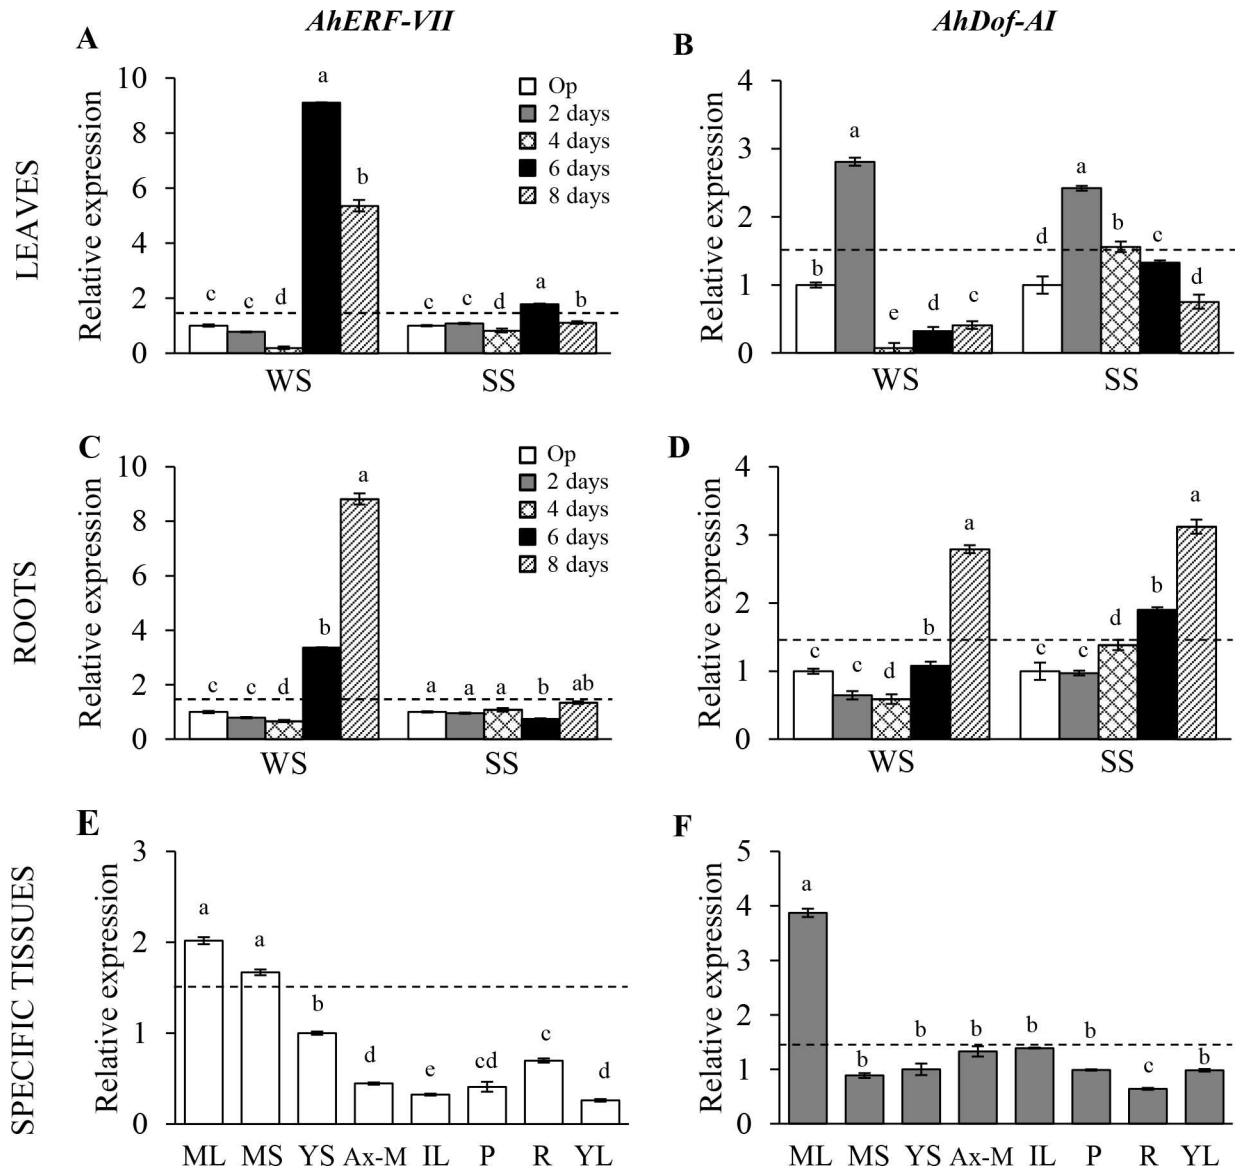 AhERF-VII
AhDof-AI
A
B
LEAVES
Relative expression
10
8
6
4
2
0
Op
2 days
4 days
6 days
8 days
c
c
d
a
b
c
c
d
a
b
WS
SS
Relative expression
4
3
2
1
0
b
a
e
d
c
d
a
b
c
d
WS
SS
C
D
ROOTS
Relative expression
10
8
6
4
2
0
Op
2 days
4 days
6 days
8 days
c
c
d
b
a
a
a
a
b
ab
WS
SS
Relative expression
4
3
2
1
0
c
c
d
b
a
c
c
d
b
a
WS
SS
E
F
SPECIFIC TISSUES
Relative expression
3
2
1
0
a
a
b
d
e
cd
c
d
ML MS YS Ax-M IL P R YL
Relative expression
5
4
3
2
1
0
a
b
b
b
b
b
c
b
ML MS YS Ax-M IL P R YL